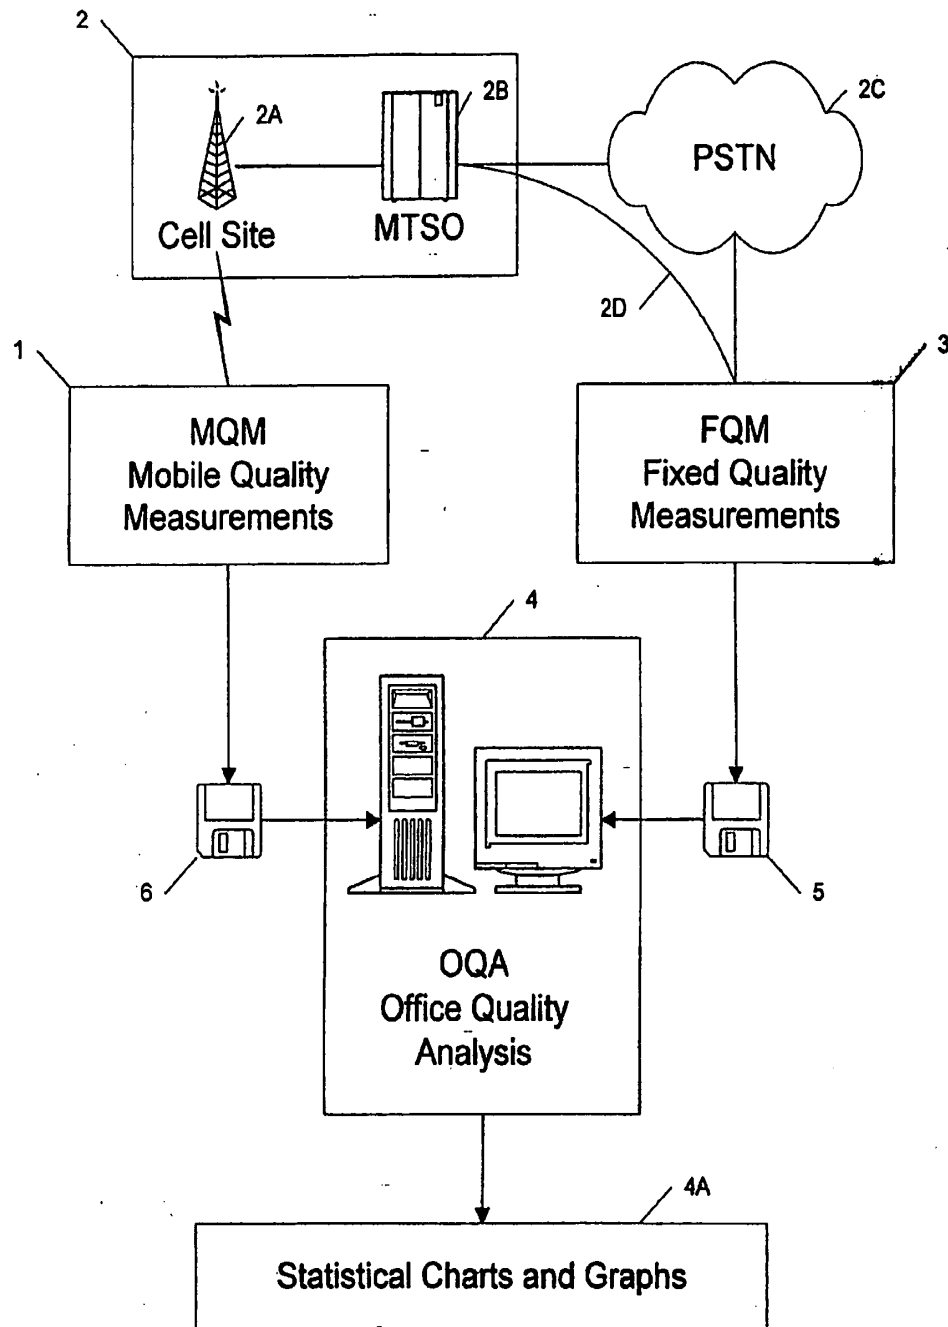 2
2A
2B
2C
PSTN
Cell Site
MTSO
2D
1
3
MQM
Mobile Quality
Measurements
FQM
Fixed Quality
Measurements
4
6
5
OQA
Office Quality
Analysis
4A
Statistical Charts and Graphs